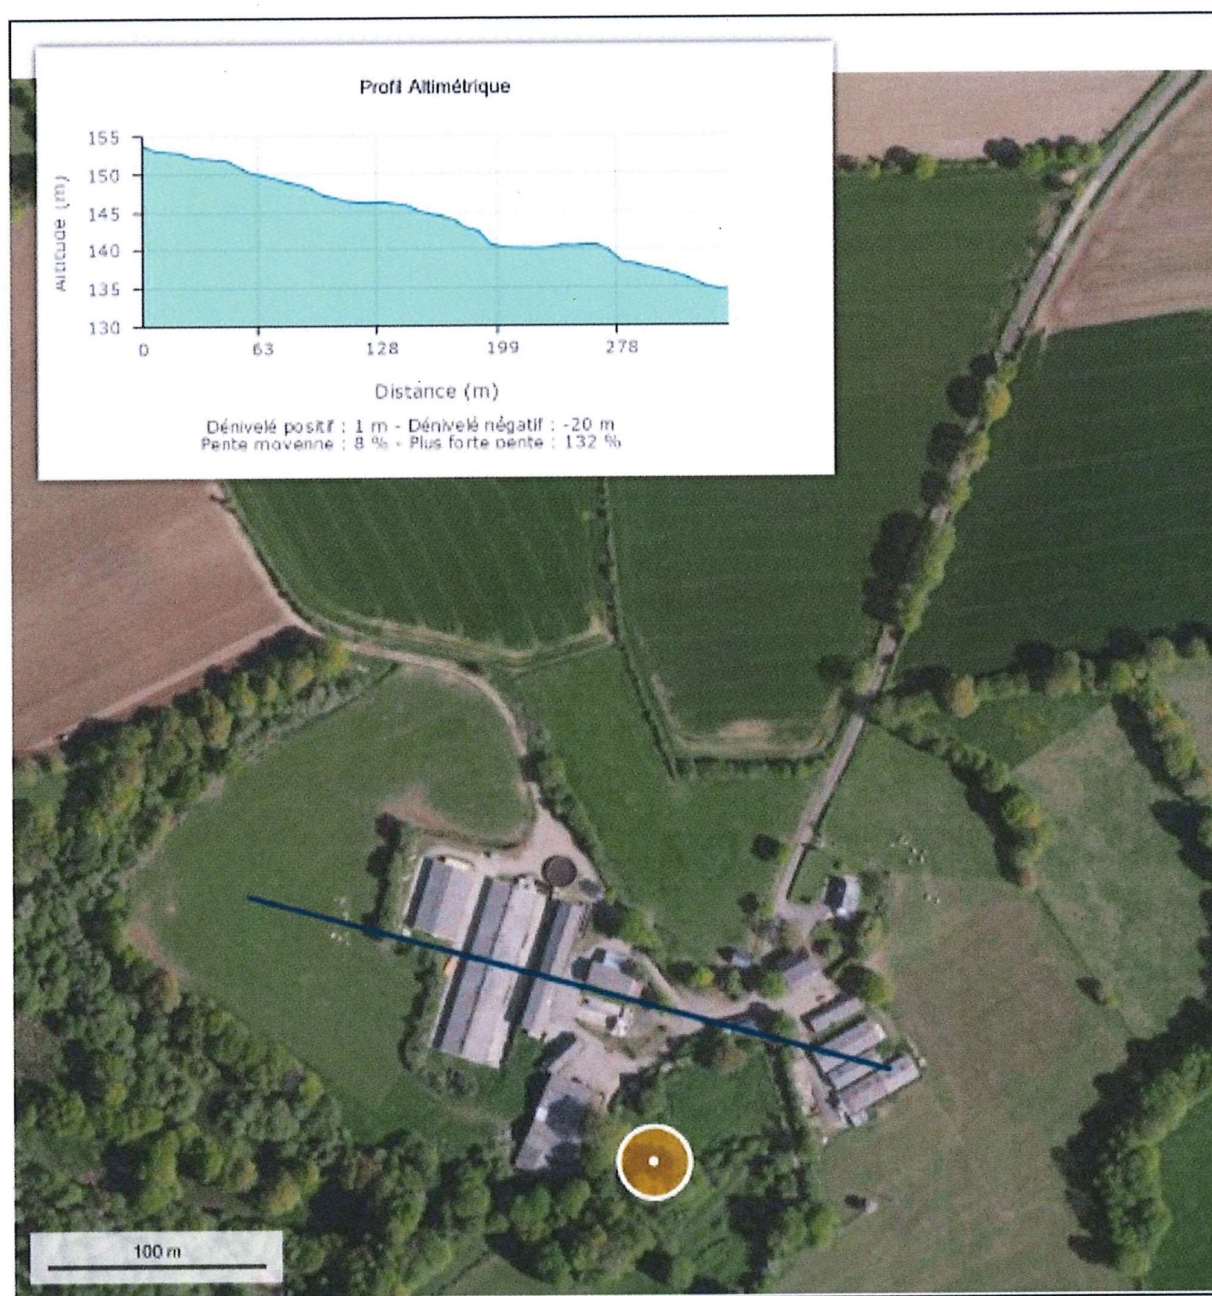 Profil Altimétrique
155
150
145
140
135
130
Altitude (m)
0 63 128 199 278
Distance (m)
Dénivelé positif : 1 m - Dénivelé négatif : -20 m
Pente moyenne : 8 % - Plus forte pente : 132 %
100 m